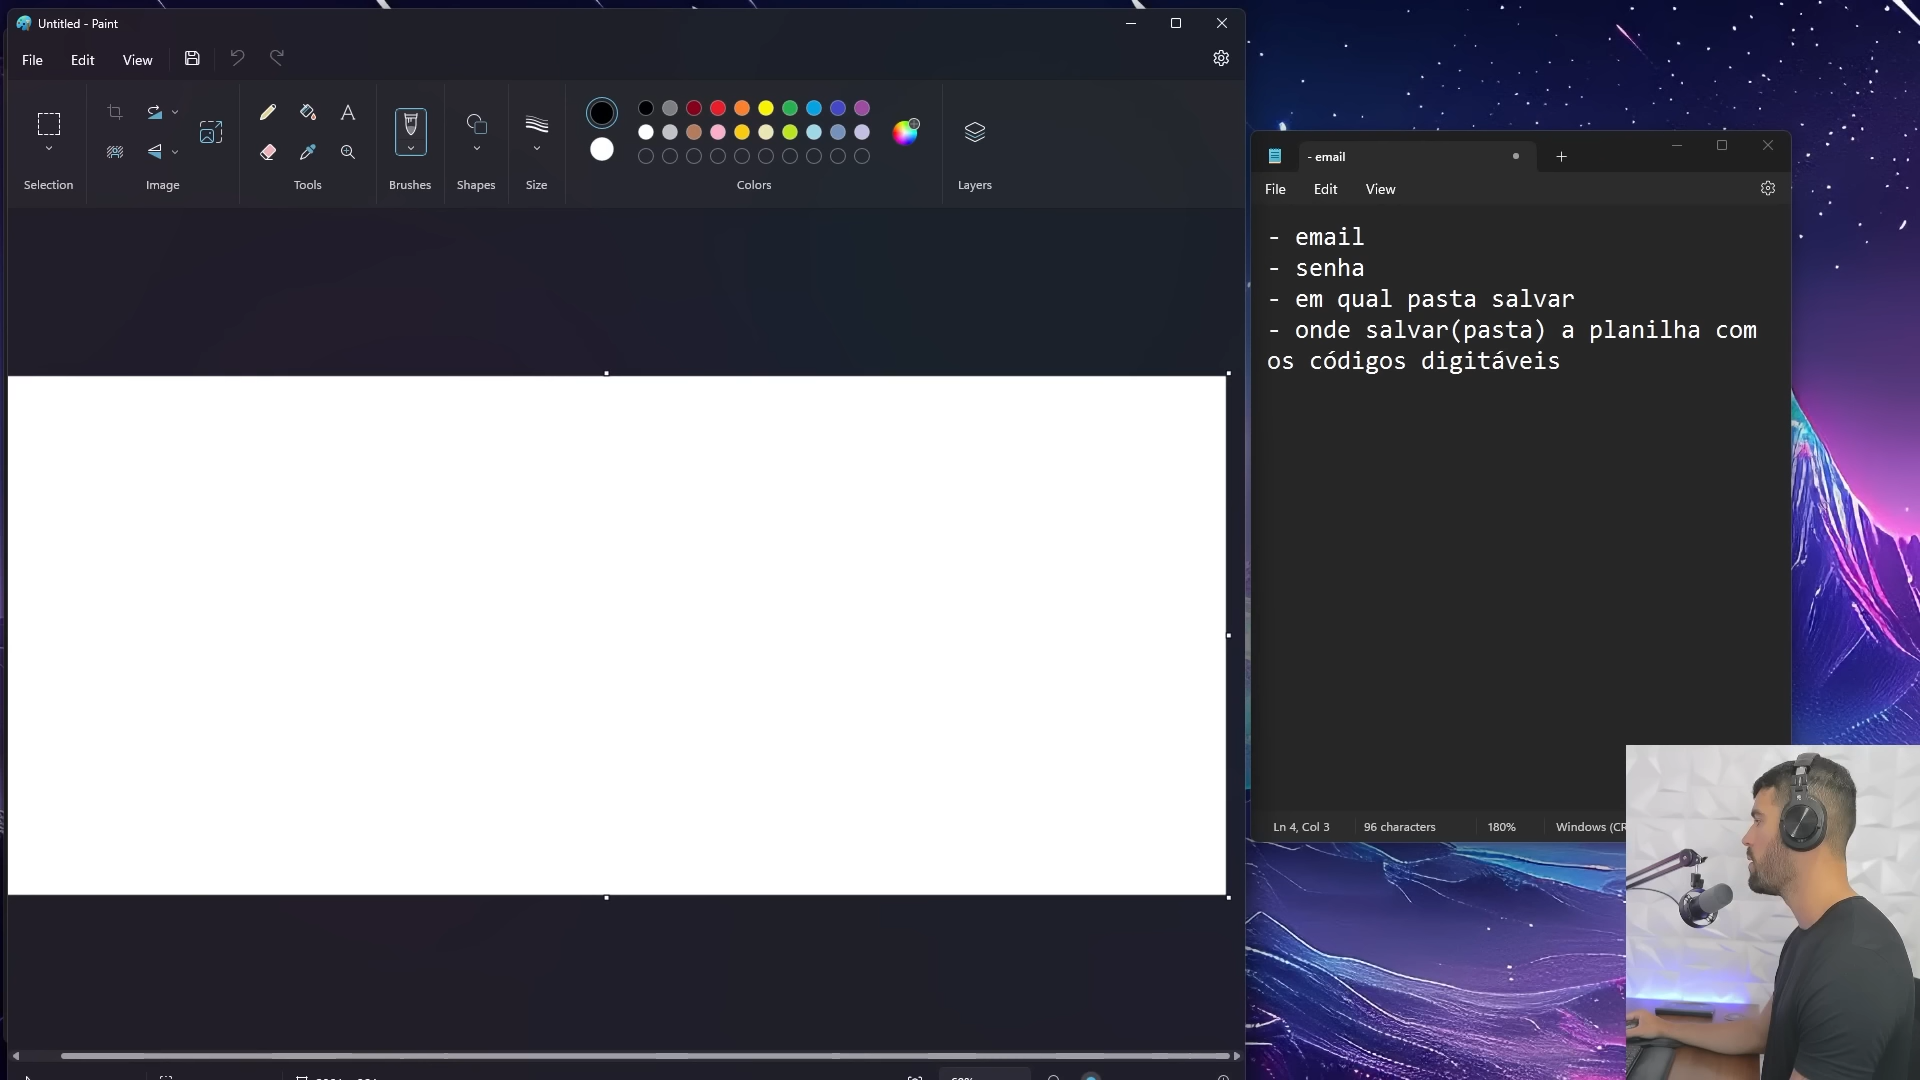 Untitled - Paint
File Edit View
Selection
Image
Tools
Brushes
Shapes
Size
Colors
Layers
- email
File Edit View
- email
- senha
- em qual pasta salvar
- onde salvar(pasta) a planilha com
os códigos digitáveis
Ln 4, Col 3
96 characters
180%
Windows (CR